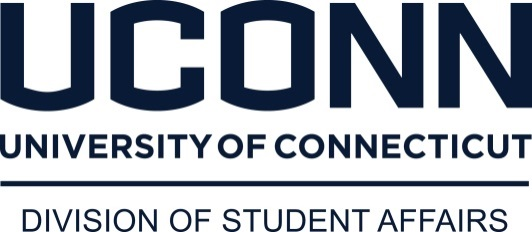 UCONN
UNIVERSITY OF CONNECTICUT
DIVISION OF STUDENT AFFAIRS